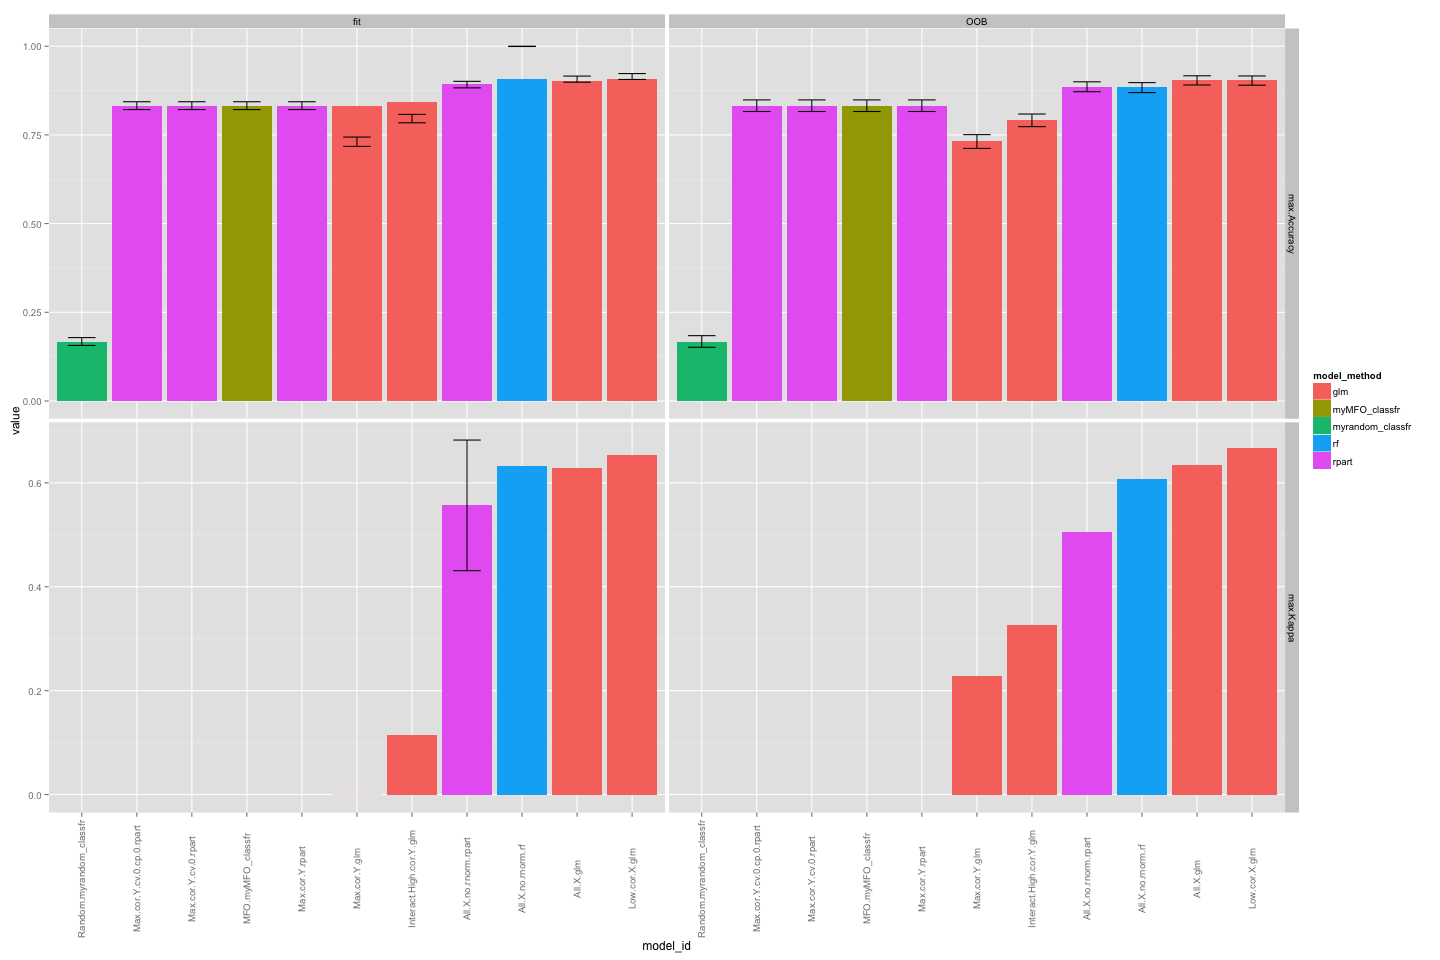 fit
OOB
1.00
0.75
0.50
0.25
0.00
max.Accuracy
value
0.6
0.4
0.2
0.0
max.Kappa
Random.myrandom_classfr
Max.cor.Y.cv.0.cp.0.rpart
Max.cor.Y.cv.0.rpart
MFO.myMFO_classfr
Max.cor.Y.rpart
Max.cor.Y.glm
Interact.High.cor.Y.glm
All.X.no.rnorm.rpart
All.X.no.rnorm.rf
All.X.glm
Low.cor.X.glm
Random.myrandom_classfr
Max.cor.Y.cv.0.cp.0.rpart
Max.cor.Y.cv.0.rpart
MFO.myMFO_classfr
Max.cor.Y.rpart
Max.cor.Y.glm
Interact.High.cor.Y.glm
All.X.no.rnorm.rpart
All.X.no.rnorm.rf
All.X.glm
Low.cor.X.glm
model_id
model_method
glm
myMFO_classfr
myrandom_classfr
rf
rpart